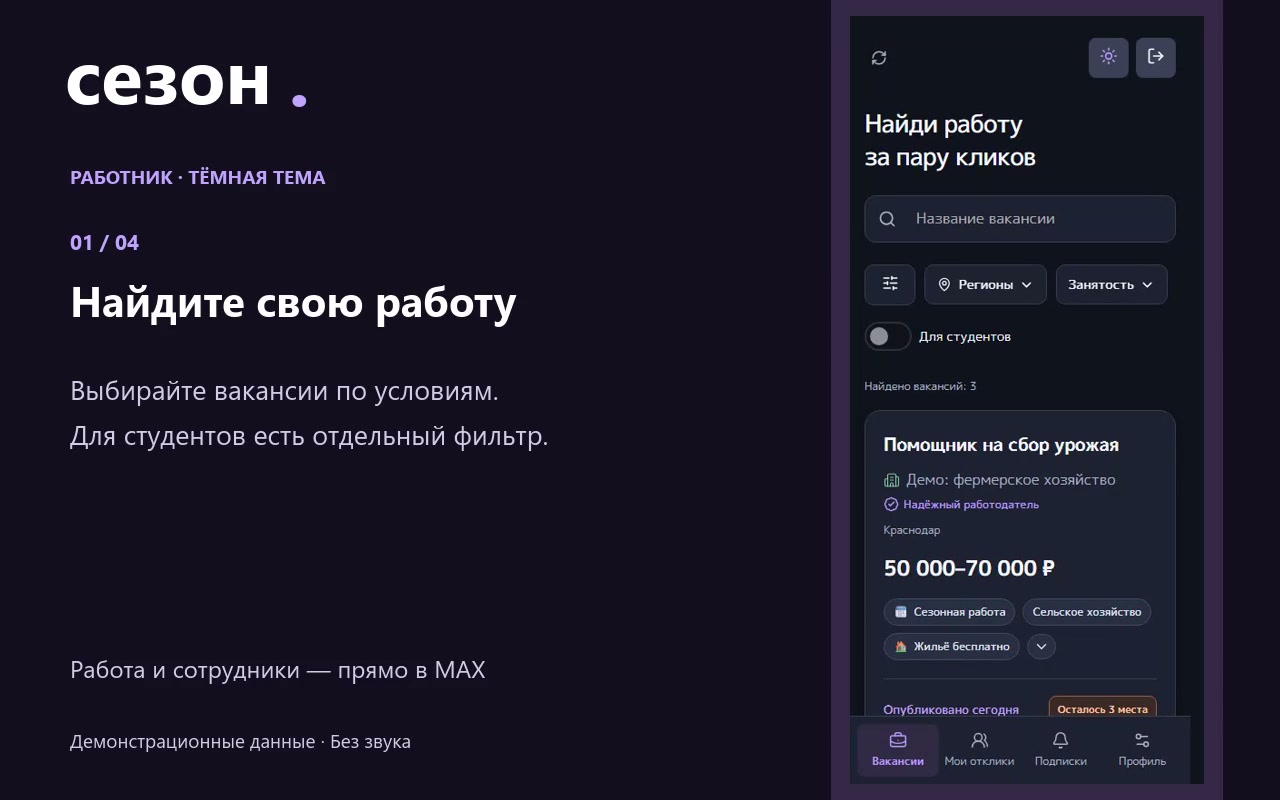 сезон .
РАБОТНИК · ТЁМНАЯ ТЕМА
01 / 04
Найдите свою работу
Выбирайте вакансии по условиям.
Для студентов есть отдельный фильтр.
Работа и сотрудники — прямо в MAX
Демонстрационные данные · Без звука
Найди работу
за пару кликов
Название вакансии
Регионы
Занятость
Для студентов
Найдено вакансий: 3
Помощник на сбор урожая
Демо: фермерское хозяйство
Надёжный работодатель
Краснодар
50 000–70 000 ₽
Сезонная работа
Сельское хозяйство
Жильё бесплатно
Опубликовано сегодня
Осталось 3 места
Вакансии
Мои отклики
Подписки
Профиль